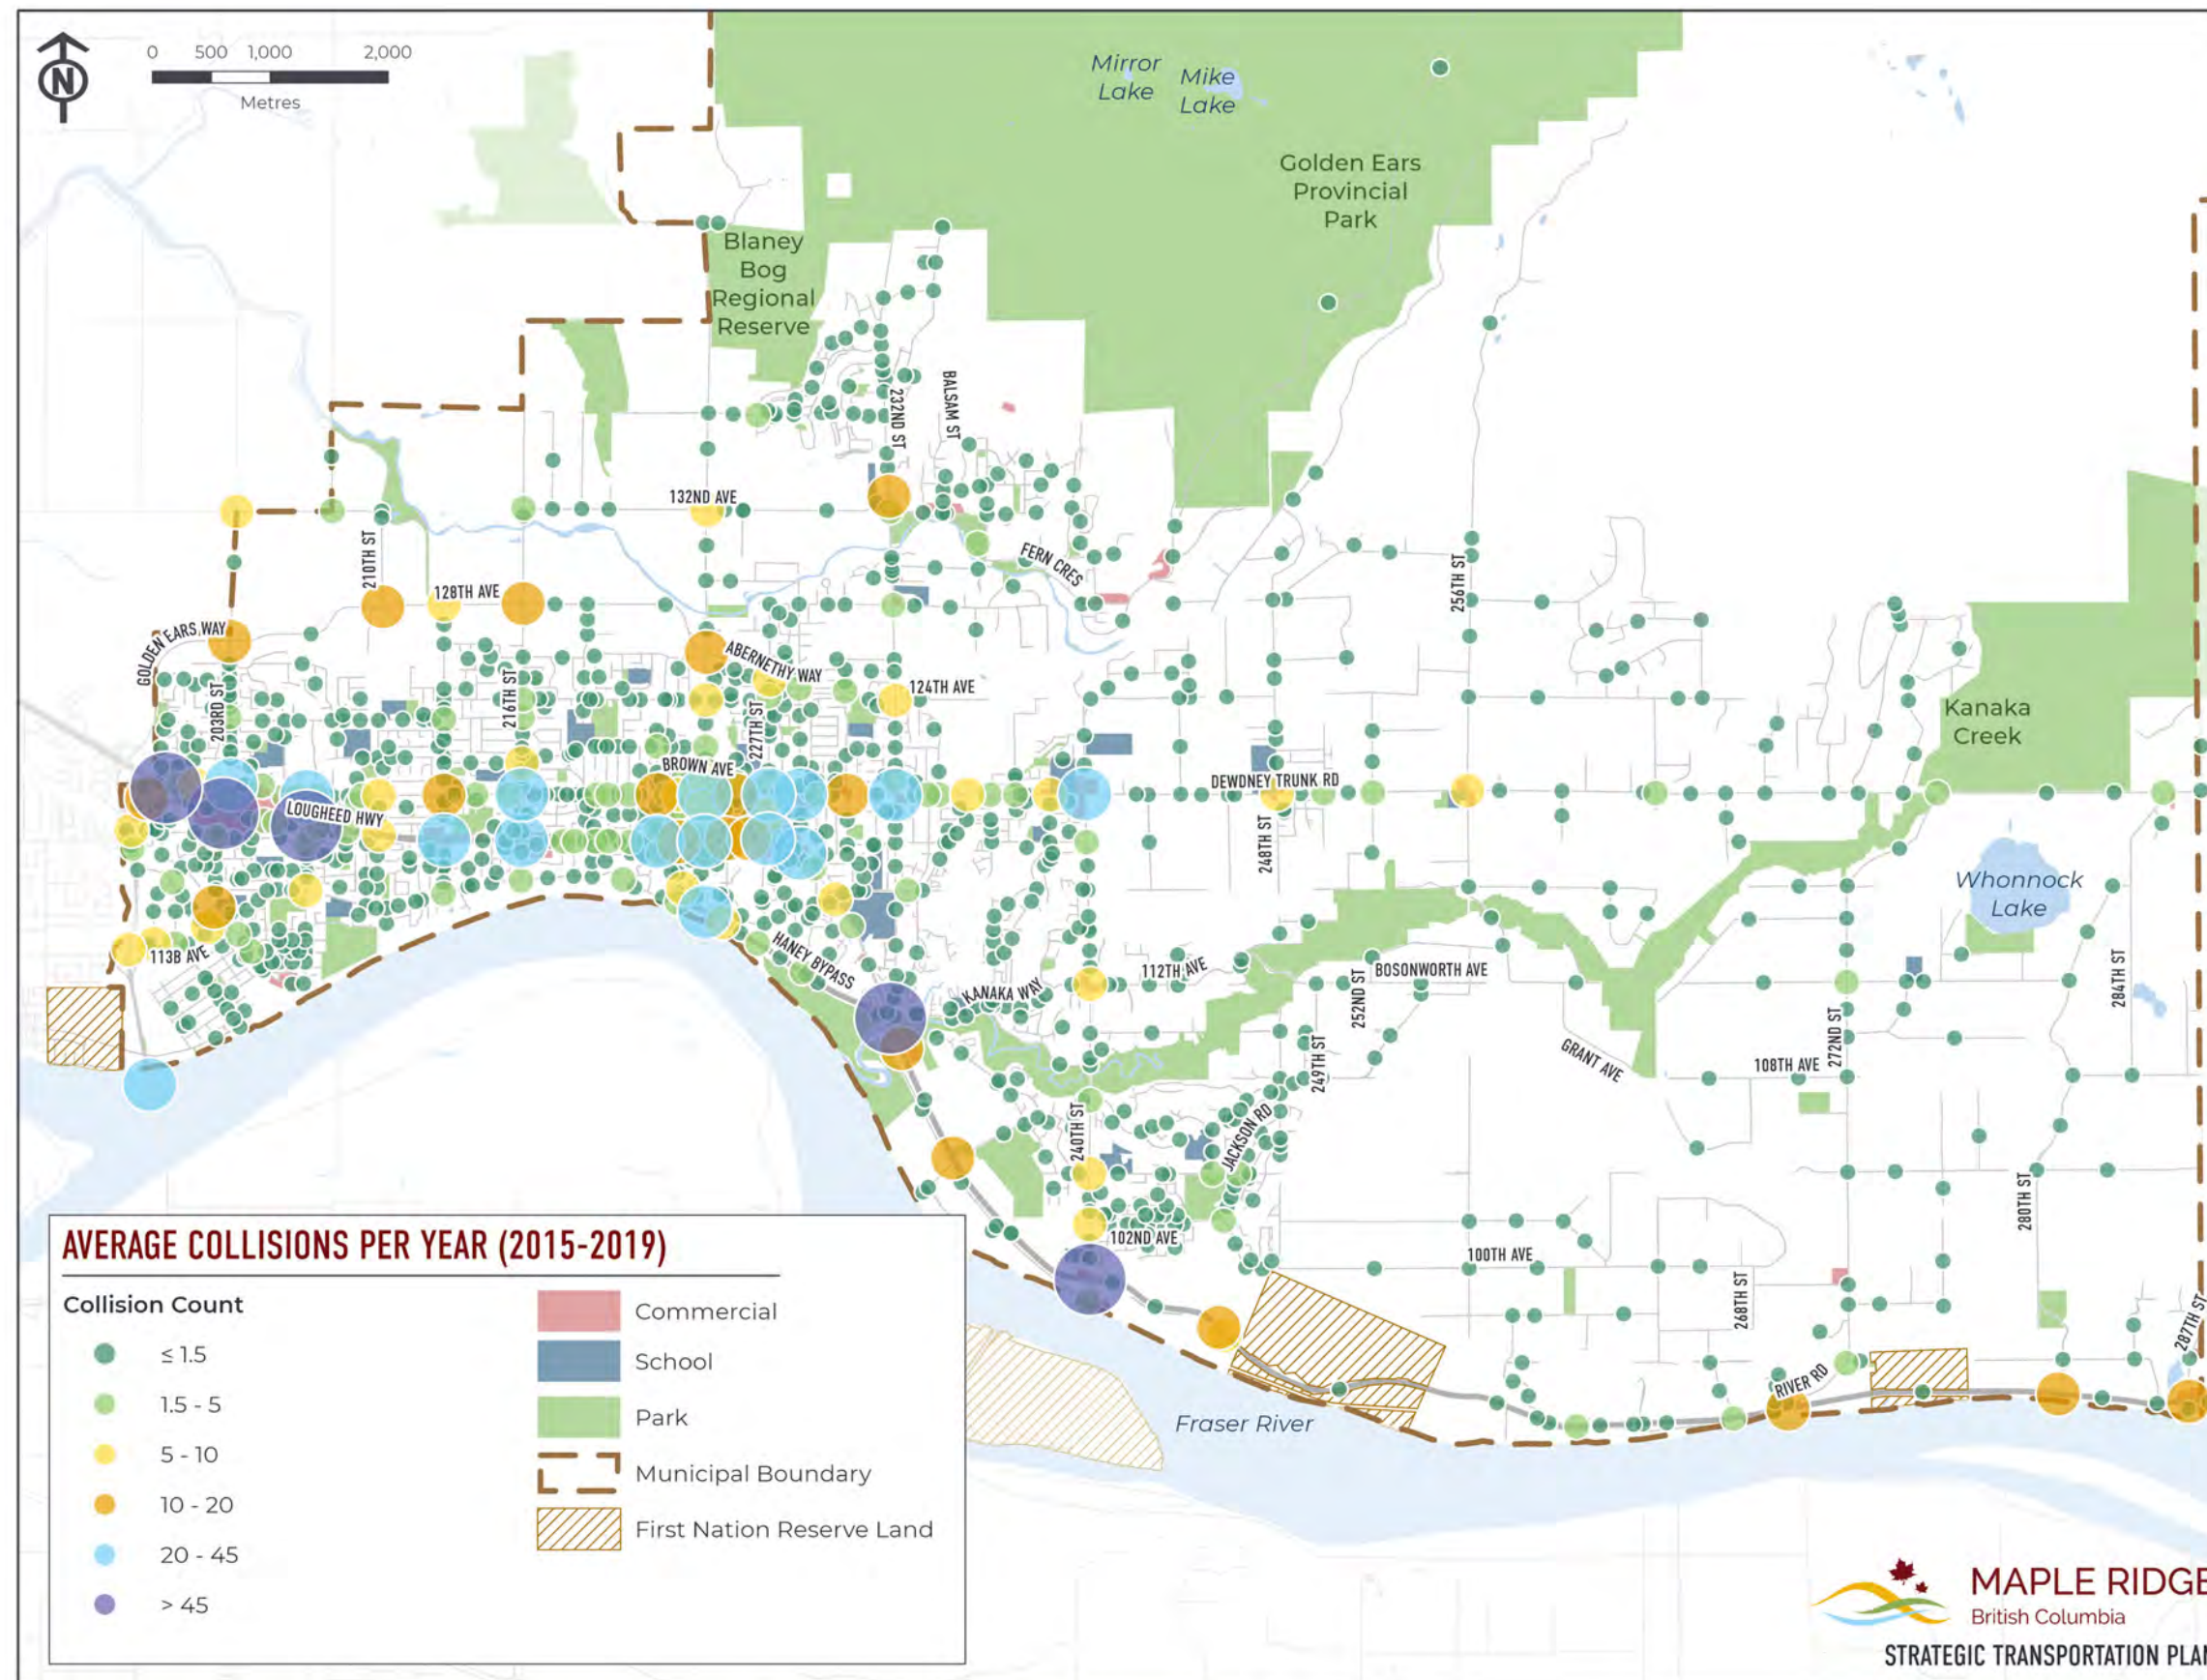 0 500 1,000 2,000
Metres
N
Mirror
Lake
Mike
Lake
Golden Ears
Provincial
Park
Blaney
Bog
Regional
Reserve
BALSAM ST
232ND ST
132ND AVE
210TH ST
FERN CRES
256TH ST
128TH AVE
GOLDEN EARS WAY
ABERNETHY WAY
124TH AVE
203RD ST
216TH ST
227TH ST
Kanaka
Creek
BROWN AVE
DEWDNEY TRUNK RD
LOUGHEED HWY
248TH ST
Whonnock
Lake
113B AVE
HANEY BYPASS
KANAKA WAY
112TH AVE
252ND ST
BOSONWORTH AVE
284TH ST
272ND ST
249TH ST
GRANT AVE
108TH AVE
240TH ST
JACKSON RD
280TH ST
102ND AVE
100TH AVE
268TH ST
287TH ST
RIVER RD
Fraser River
AVERAGE COLLISIONS PER YEAR (2015-2019)
Collision Count
≤ 1.5
1.5 - 5
5 - 10
10 - 20
20 - 45
> 45
Commercial
School
Park
Municipal Boundary
First Nation Reserve Land
MAPLE RIDGE
British Columbia
STRATEGIC TRANSPORTATION PLAN